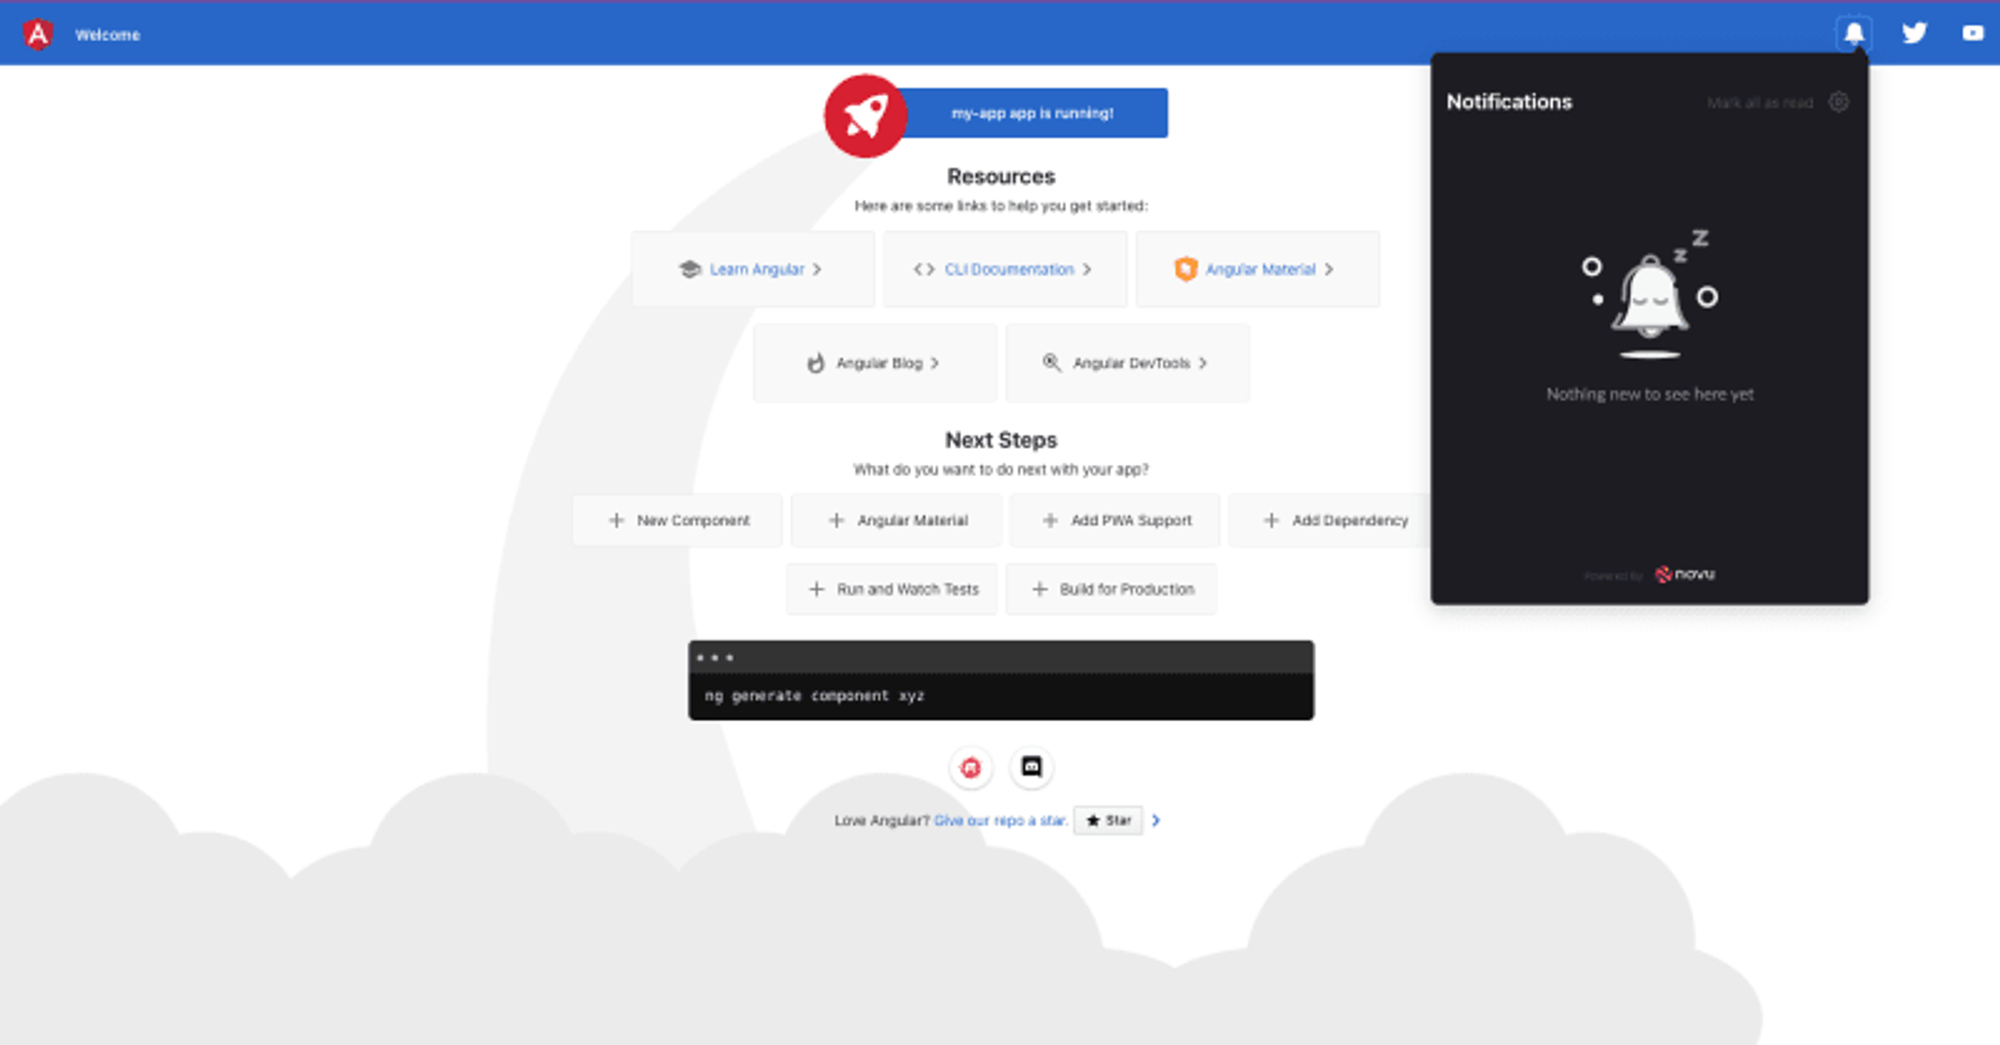 Welcome
my-app app is running!
Resources
Here are some links to help you get started:
Learn Angular
CLI Documentation
Angular Material
Angular Blog
Angular DevTools
Next Steps
What do you want to do next with your app?
New Component
Angular Material
Add PWA Support
Add Dependency
Run and Watch Tests
Build for Production
ng generate component xyz
Love Angular? Give our repo a star. Star
Notifications
Mark all as read
z
z
Nothing new to see here yet
Powered by novu